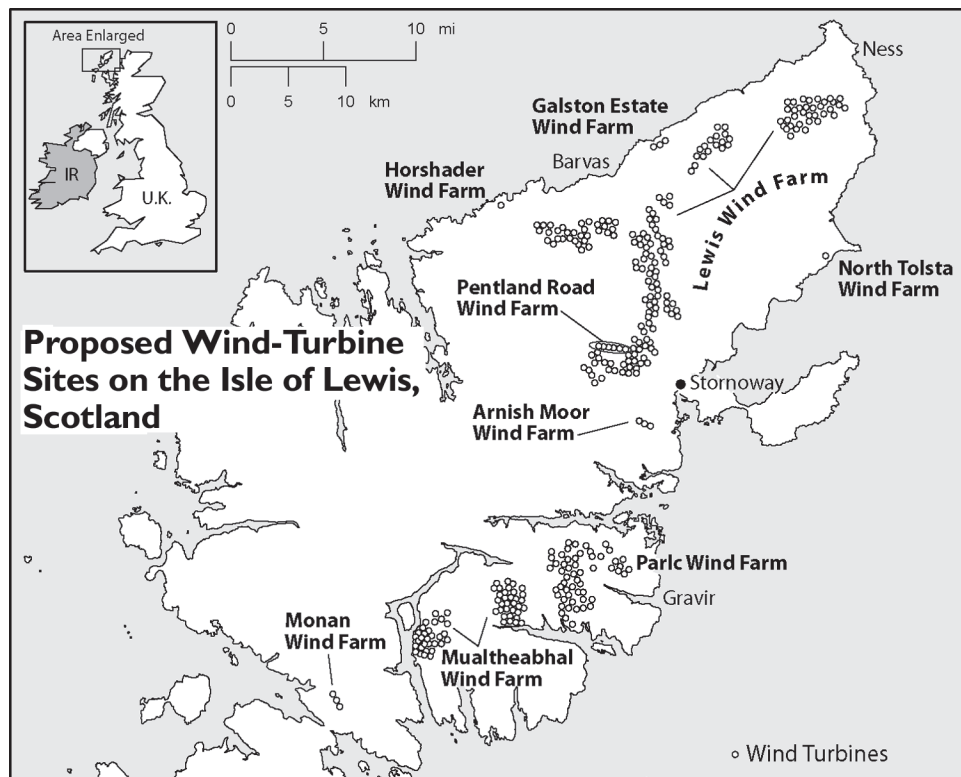 Area Enlarged
IR
U.K.
0 5 10 mi
0 5 10 km
Ness
Galston Estate
Wind Farm
Barvas
Horshader
Wind Farm
Lewis Wind Farm
North Tolsta
Wind Farm
Pentland Road
Wind Farm
Proposed Wind-Turbine
Sites on the Isle of Lewis,
Scotland
Stornoway
Arnish Moor
Wind Farm
Parlc Wind Farm
Gravir
Monan
Wind Farm
Mualtheabhal
Wind Farm
Wind Turbines